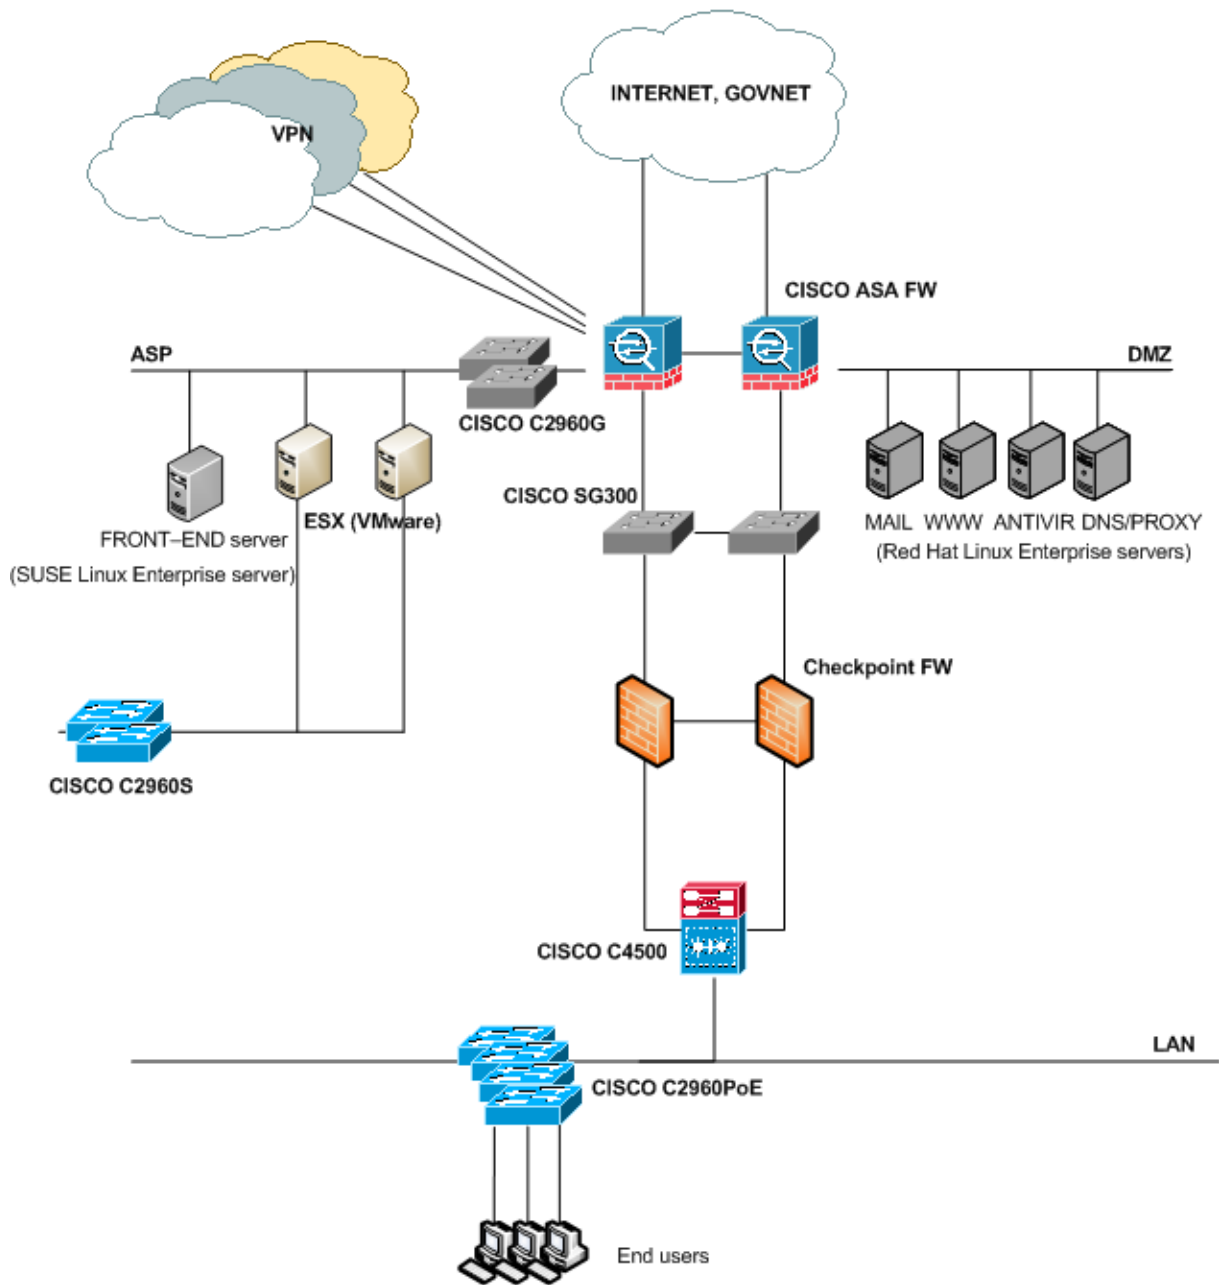 INTERNET, GOVNET
VPN
CISCO ASA FW
ASP
DMZ
CISCO C2960G
CISCO SG300
ESX (VMware)
FRONT–END server
(SUSE Linux Enterprise server)
MAIL WWW ANTIVIR DNS/PROXY
(Red Hat Linux Enterprise servers)
Checkpoint FW
CISCO C2960S
CISCO C4500
LAN
CISCO C2960PoE
End users